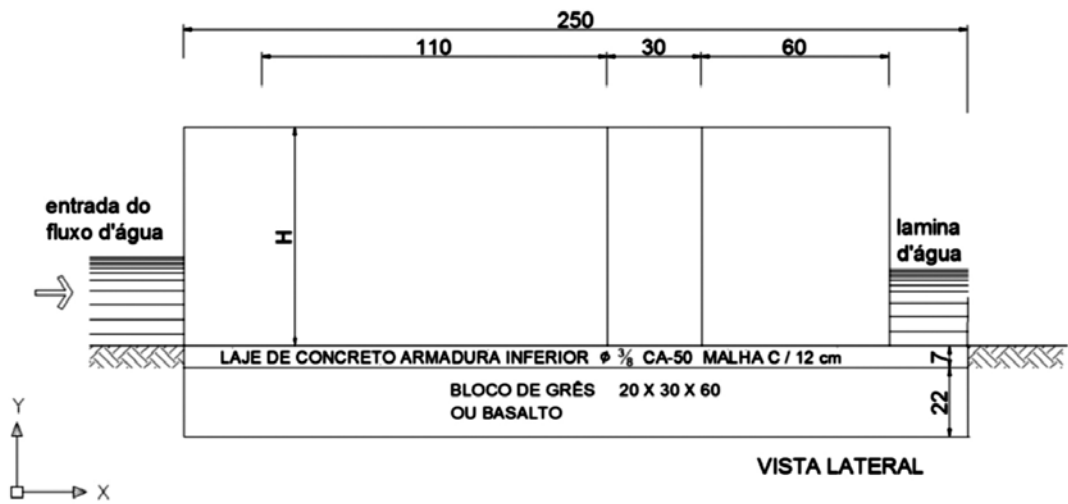 250
110
30
60
entrada do
fluxo d'água
H
lamina
d'água
LAJE DE CONCRETO ARMADURA INFERIOR ϕ ⅜ CA-50 MALHA C / 12 cm
7
BLOCO DE GRÊS 20 X 30 X 60
OU BASALTO
22
Y
X
VISTA LATERAL